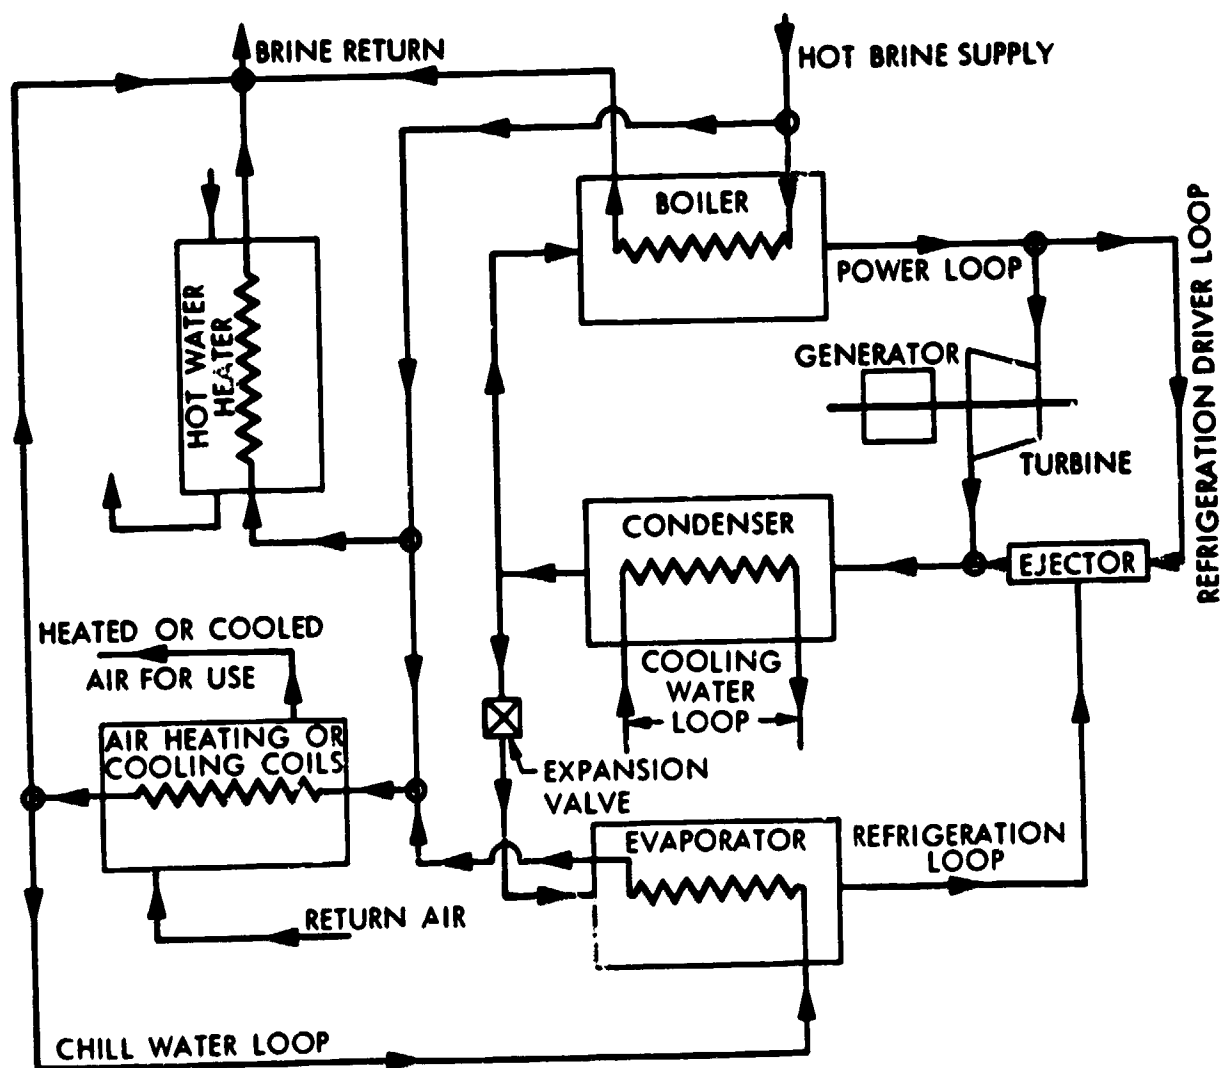 BRINE RETURN
HOT BRINE SUPPLY
BOILER
POWER LOOP
REFRIGERATION DRIVER LOOP
HOT WATER
HEATER
GENERATOR
TURBINE
CONDENSER
EJECTOR
HEATED OR COOLED
AIR FOR USE
COOLING
WATER
LOOP
AIR HEATING OR
COOLING COILS
EXPANSION
VALVE
EVAPORATOR
REFRIGERATION
LOOP
RETURN AIR
CHILL WATER LOOP